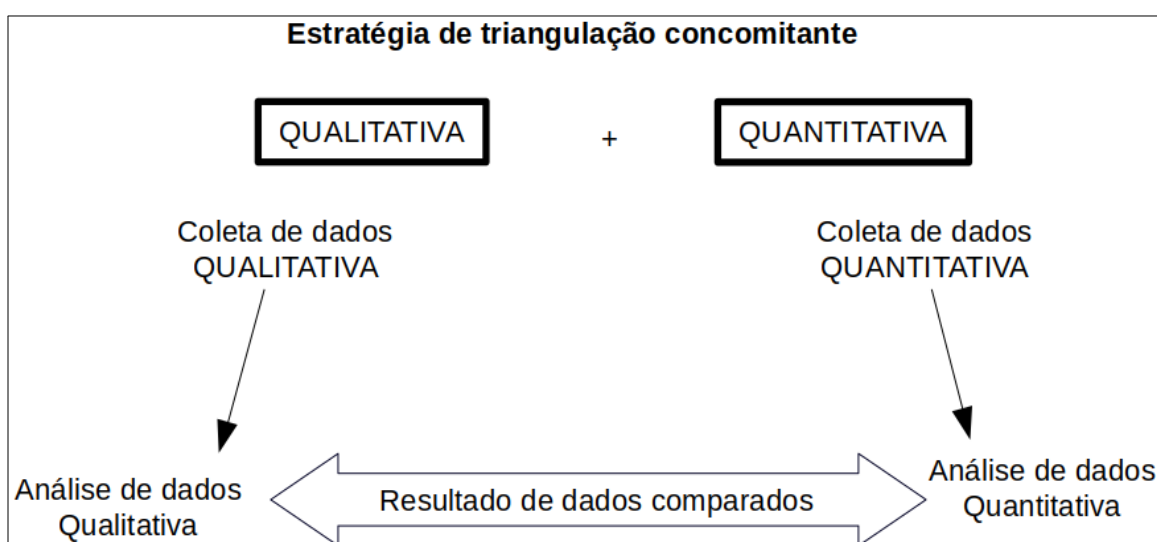 Estratégia de triangulação concomitante
QUALITATIVA + QUANTITATIVA
Coleta de dados
QUALITATIVA
Coleta de dados
QUANTITATIVA
Análise de dados
Qualitativa
Resultado de dados comparados
Análise de dados
Quantitativa